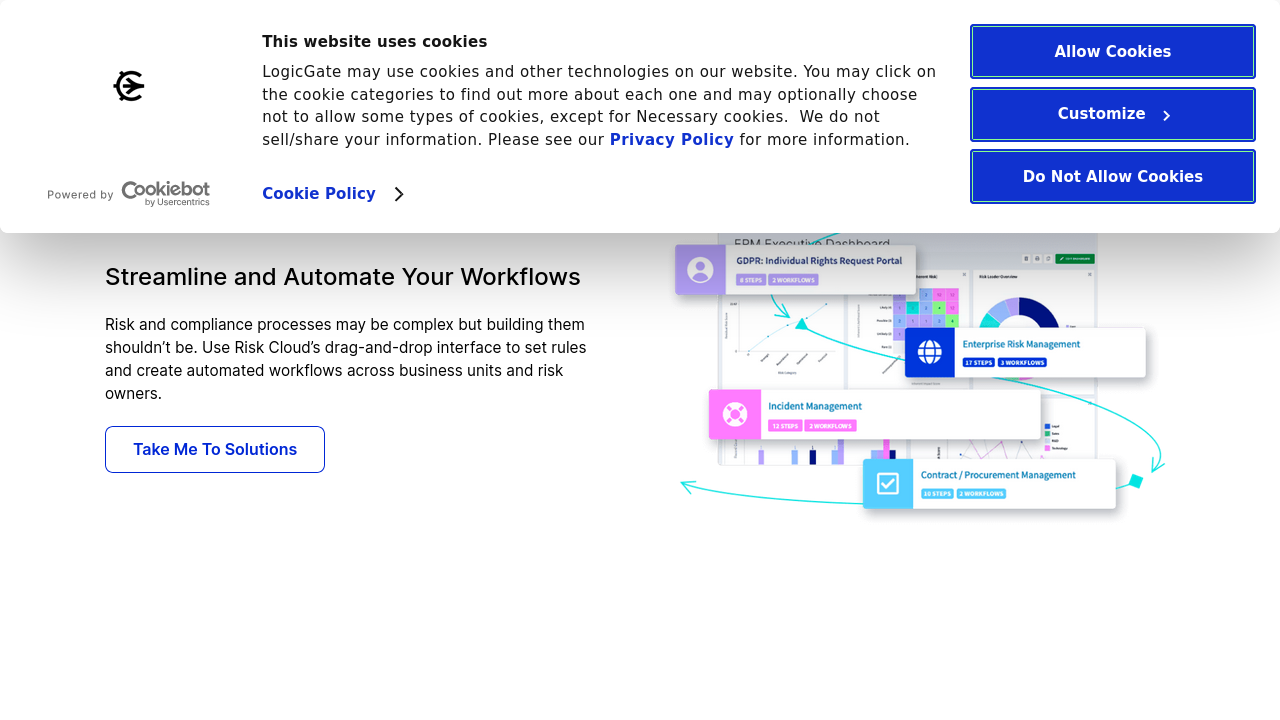 This website uses cookies
LogicGate may use cookies and other technologies on our website. You may click on
the cookie categories to find out more about each one and may optionally choose
not to allow some types of cookies, except for Necessary cookies.  We do not
sell/share your information. Please see our Privacy Policy for more information.
Cookie Policy
Powered by Cookiebot
by Usercentrics
Allow Cookies
Customize
Do Not Allow Cookies
Streamline and Automate Your Workflows
Risk and compliance processes may be complex but building them
shouldn’t be. Use Risk Cloud’s drag-and-drop interface to set rules
and create automated workflows across business units and risk
owners.
Take Me To Solutions
ERM Executive Dashboard
GDPR: Individual Rights Request Portal
8 STEPS 2 WORKFLOWS
Risk Leader Overview
Enterprise Risk Management
17 STEPS 3 WORKFLOWS
Incident Management
12 STEPS 2 WORKFLOWS
Contract / Procurement Management
10 STEPS 2 WORKFLOWS